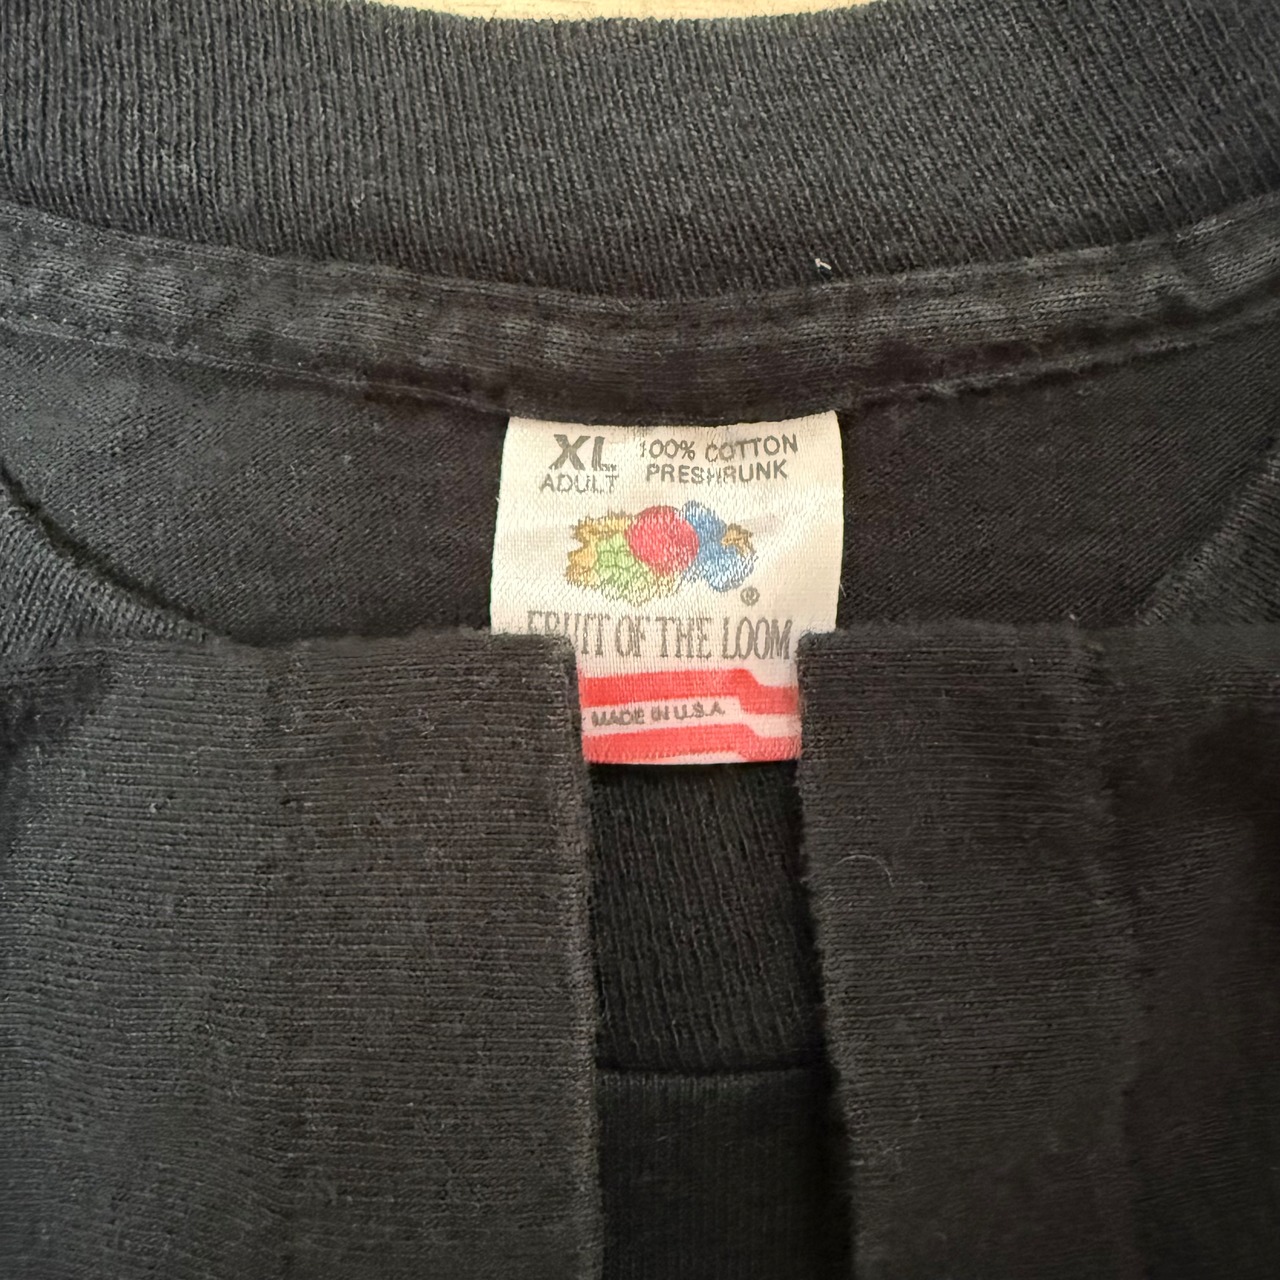 XL 100% COTTON
ADULT PRESHRUNK
®
FRUIT OF THE LOOM
MADE IN U.S.A.